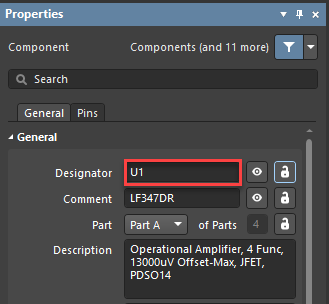 Properties
Component Components (and 11 more)
Search
General Pins
General
Designator U1
Comment LF347DR
Part Part A of Parts 4
Description Operational Amplifier, 4 Func,
13000uV Offset-Max, JFET,
PDSO14